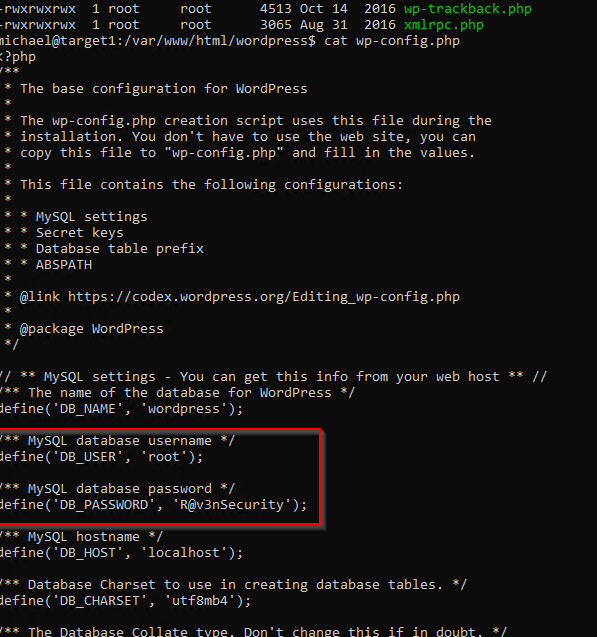 -rwxrwxrwx 1 root root 4513 Oct 14 2016 wp-trackback.php
-rwxrwxrwx 1 root root 3065 Aug 31 2016 xmlrpc.php
michael@target1:/var/www/html/wordpress$ cat wp-config.php
<?php
/**
* The base configuration for WordPress
*
* The wp-config.php creation script uses this file during the
* installation. You don't have to use the web site, you can
* copy this file to "wp-config.php" and fill in the values.
*
* This file contains the following configurations:
*
* * MySQL settings
* * Secret keys
* * Database table prefix
* * ABSPATH
*
* @link https://codex.wordpress.org/Editing_wp-config.php
*
* @package WordPress
*/
// ** MySQL settings - You can get this info from your web host ** //
/** The name of the database for WordPress */
define('DB_NAME', 'wordpress');
/** MySQL database username */
define('DB_USER', 'root');
/** MySQL database password */
define('DB_PASSWORD', 'R@v3nSecurity');
/** MySQL hostname */
define('DB_HOST', 'localhost');
/** Database Charset to use in creating database tables. */
define('DB_CHARSET', 'utf8mb4');
/** The Database Collate type. Don't change this if in doubt. */